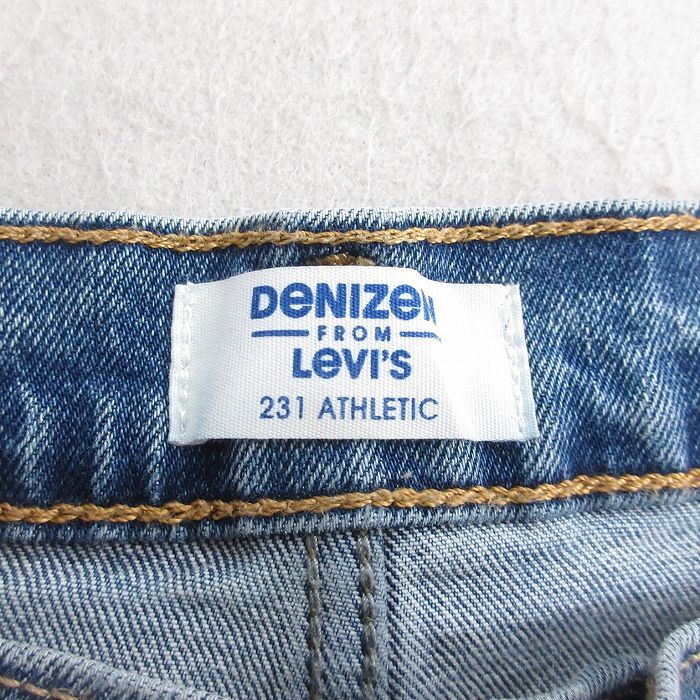 DeNIZeN
FROM
Levi's
231 ATHLETIC